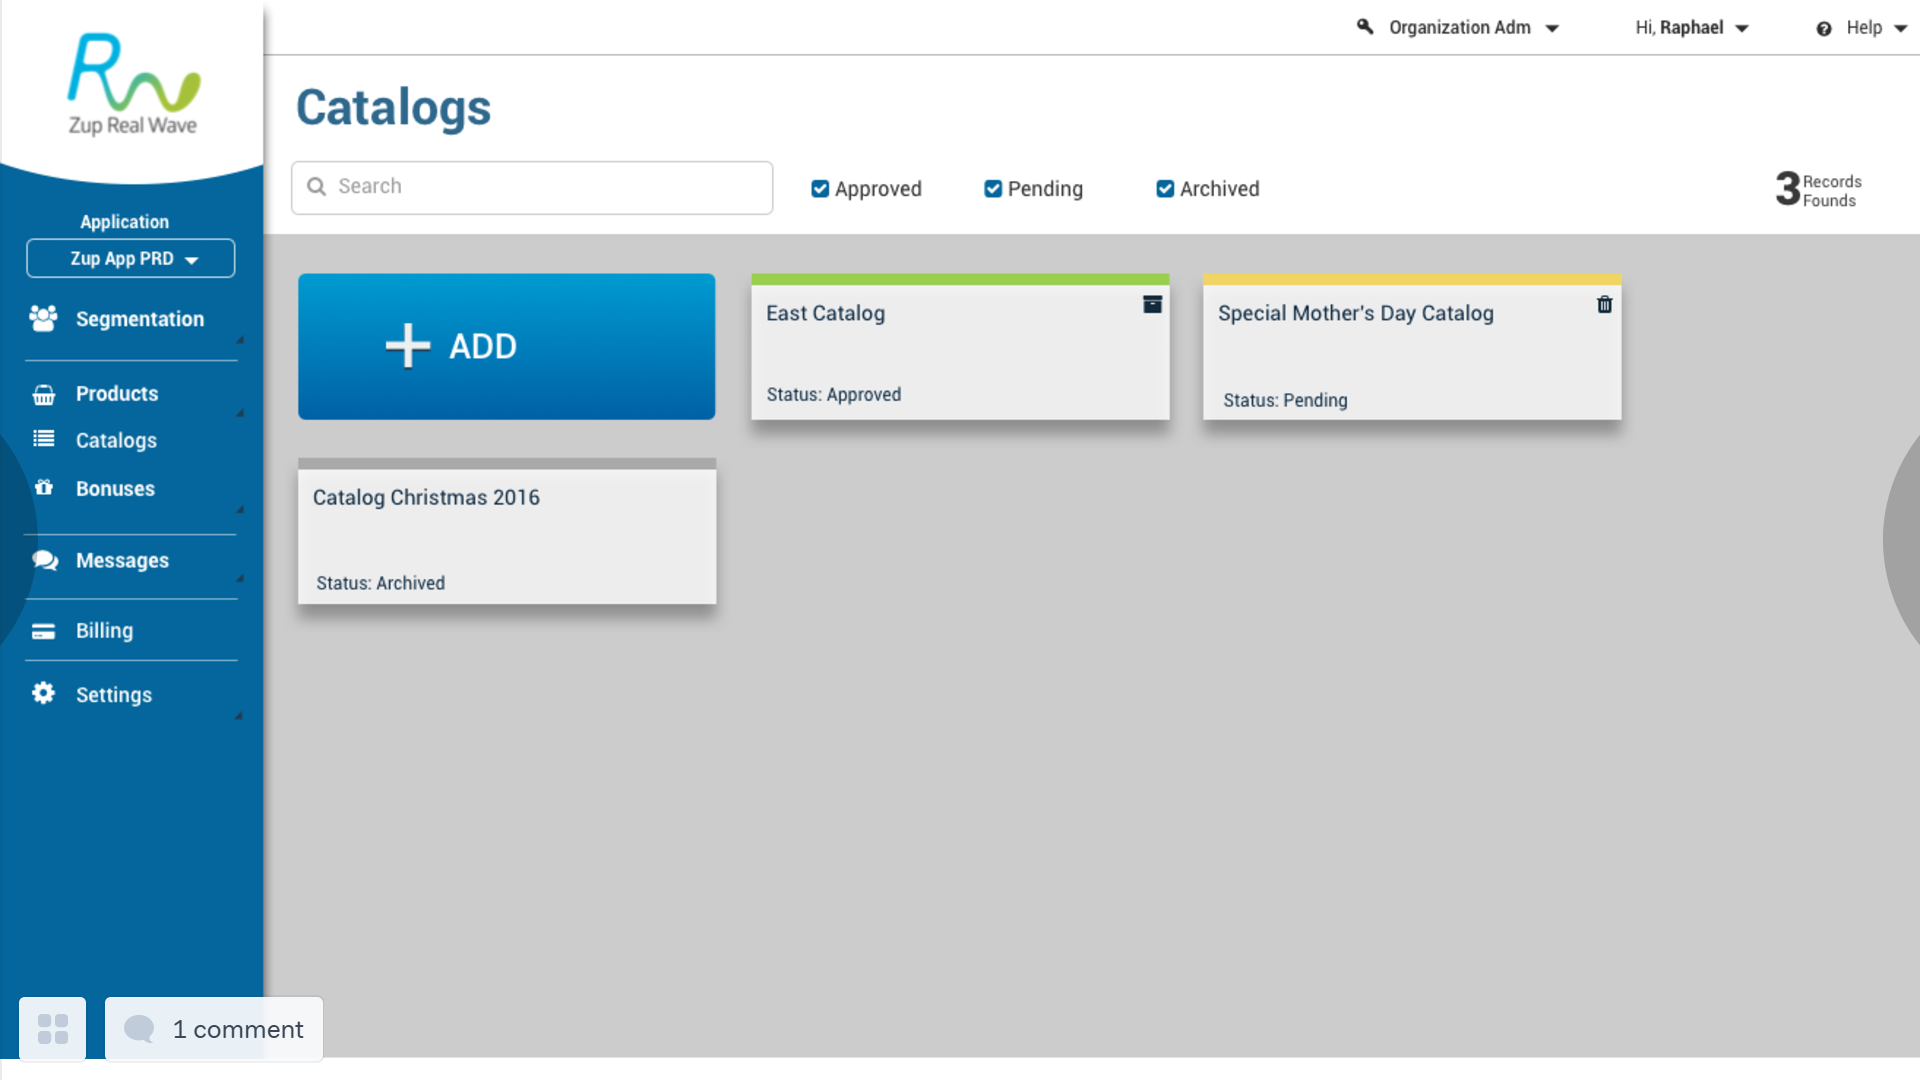 Zup Real Wave
Organization Adm
Hi, Raphael
Help
Catalogs
Search
Approved
Pending
Archived
3 Records
Founds
Application
Zup App PRD
Segmentation
Products
Catalogs
Bonuses
Messages
Billing
Settings
ADD
East Catalog
Status: Approved
Special Mother's Day Catalog
Status: Pending
Catalog Christmas 2016
Status: Archived
1 comment